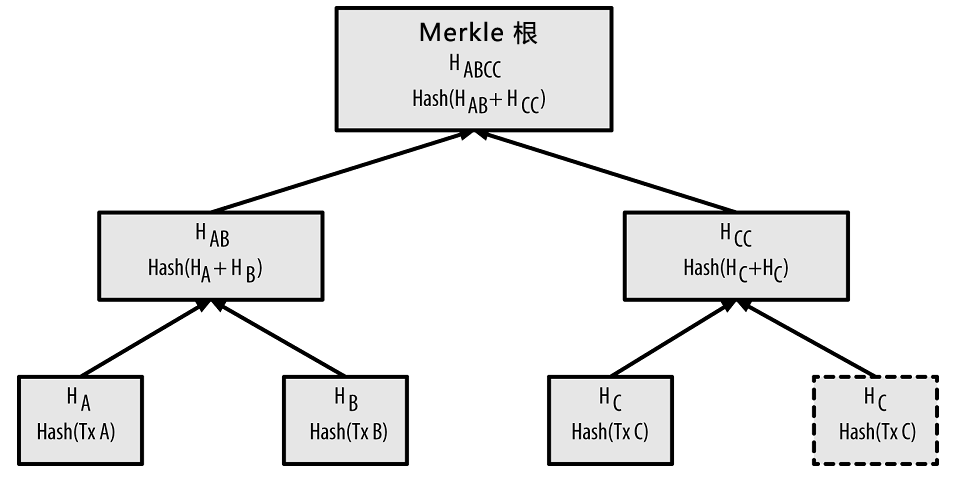 Merkle 根
H ABCC
Hash(H AB + H CC)
H AB
Hash(H A + H B)
H CC
Hash(H C+H C)
H A
Hash(Tx A)
H B
Hash(Tx B)
H C
Hash(Tx C)
H C
Hash(Tx C)